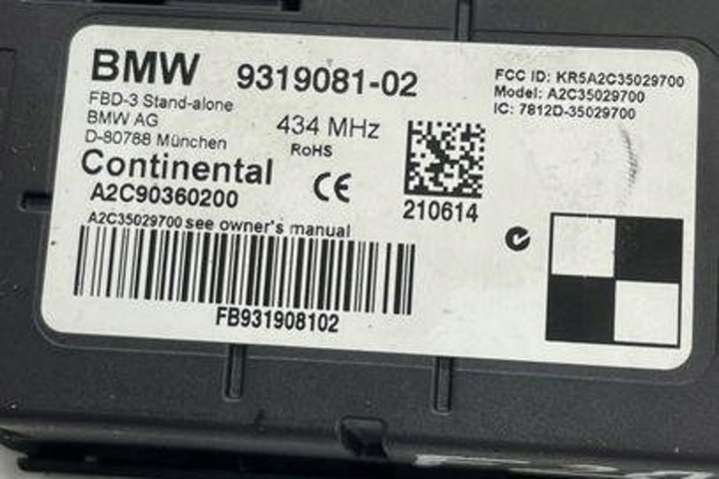 BMW 9319081-02
FBD-3 Stand-alone
BMW AG
D-80788 München
434 MHz
RoHS
FCC ID: KR5A2C35029700
Model: A2C35029700
IC: 7812D-35029700
Continental
CE
A2C90360200
210614
A2C35029700 see owner's manual
FB931908102